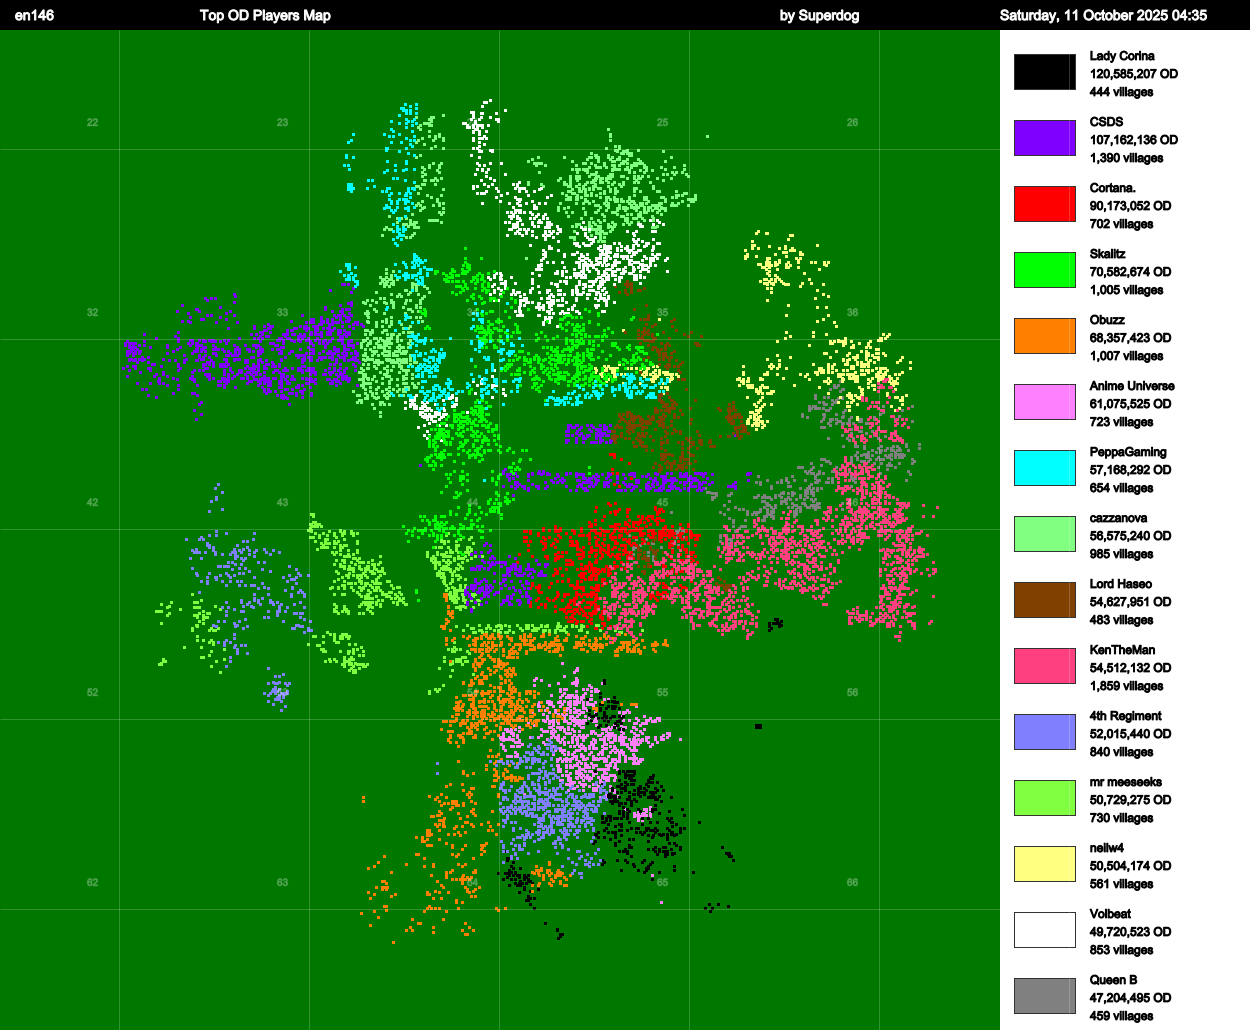 en146 Top OD Players Map by Superdog Saturday, 11 October 2025 04:35
Lady Corina
120,585,207 OD
444 villages
CSDS
107,162,136 OD
1,390 villages
Cortana.
90,173,052 OD
702 villages
Skalitz
70,582,674 OD
1,005 villages
Obuzz
68,357,423 OD
1,007 villages
Anime Universe
61,075,525 OD
723 villages
PeppaGaming
57,168,292 OD
654 villages
cazzanova
56,575,240 OD
985 villages
Lord Haseo
54,627,951 OD
483 villages
KenTheMan
54,512,132 OD
1,859 villages
4th Regiment
52,015,440 OD
840 villages
mr meeseeks
50,729,275 OD
730 villages
neilw4
50,504,174 OD
561 villages
Volbeat
49,720,523 OD
853 villages
Queen B
47,204,495 OD
459 villages
22 23 25 26
32 33 34 35 36
42 43 44 45
52 55 56
62 63 64 65 66